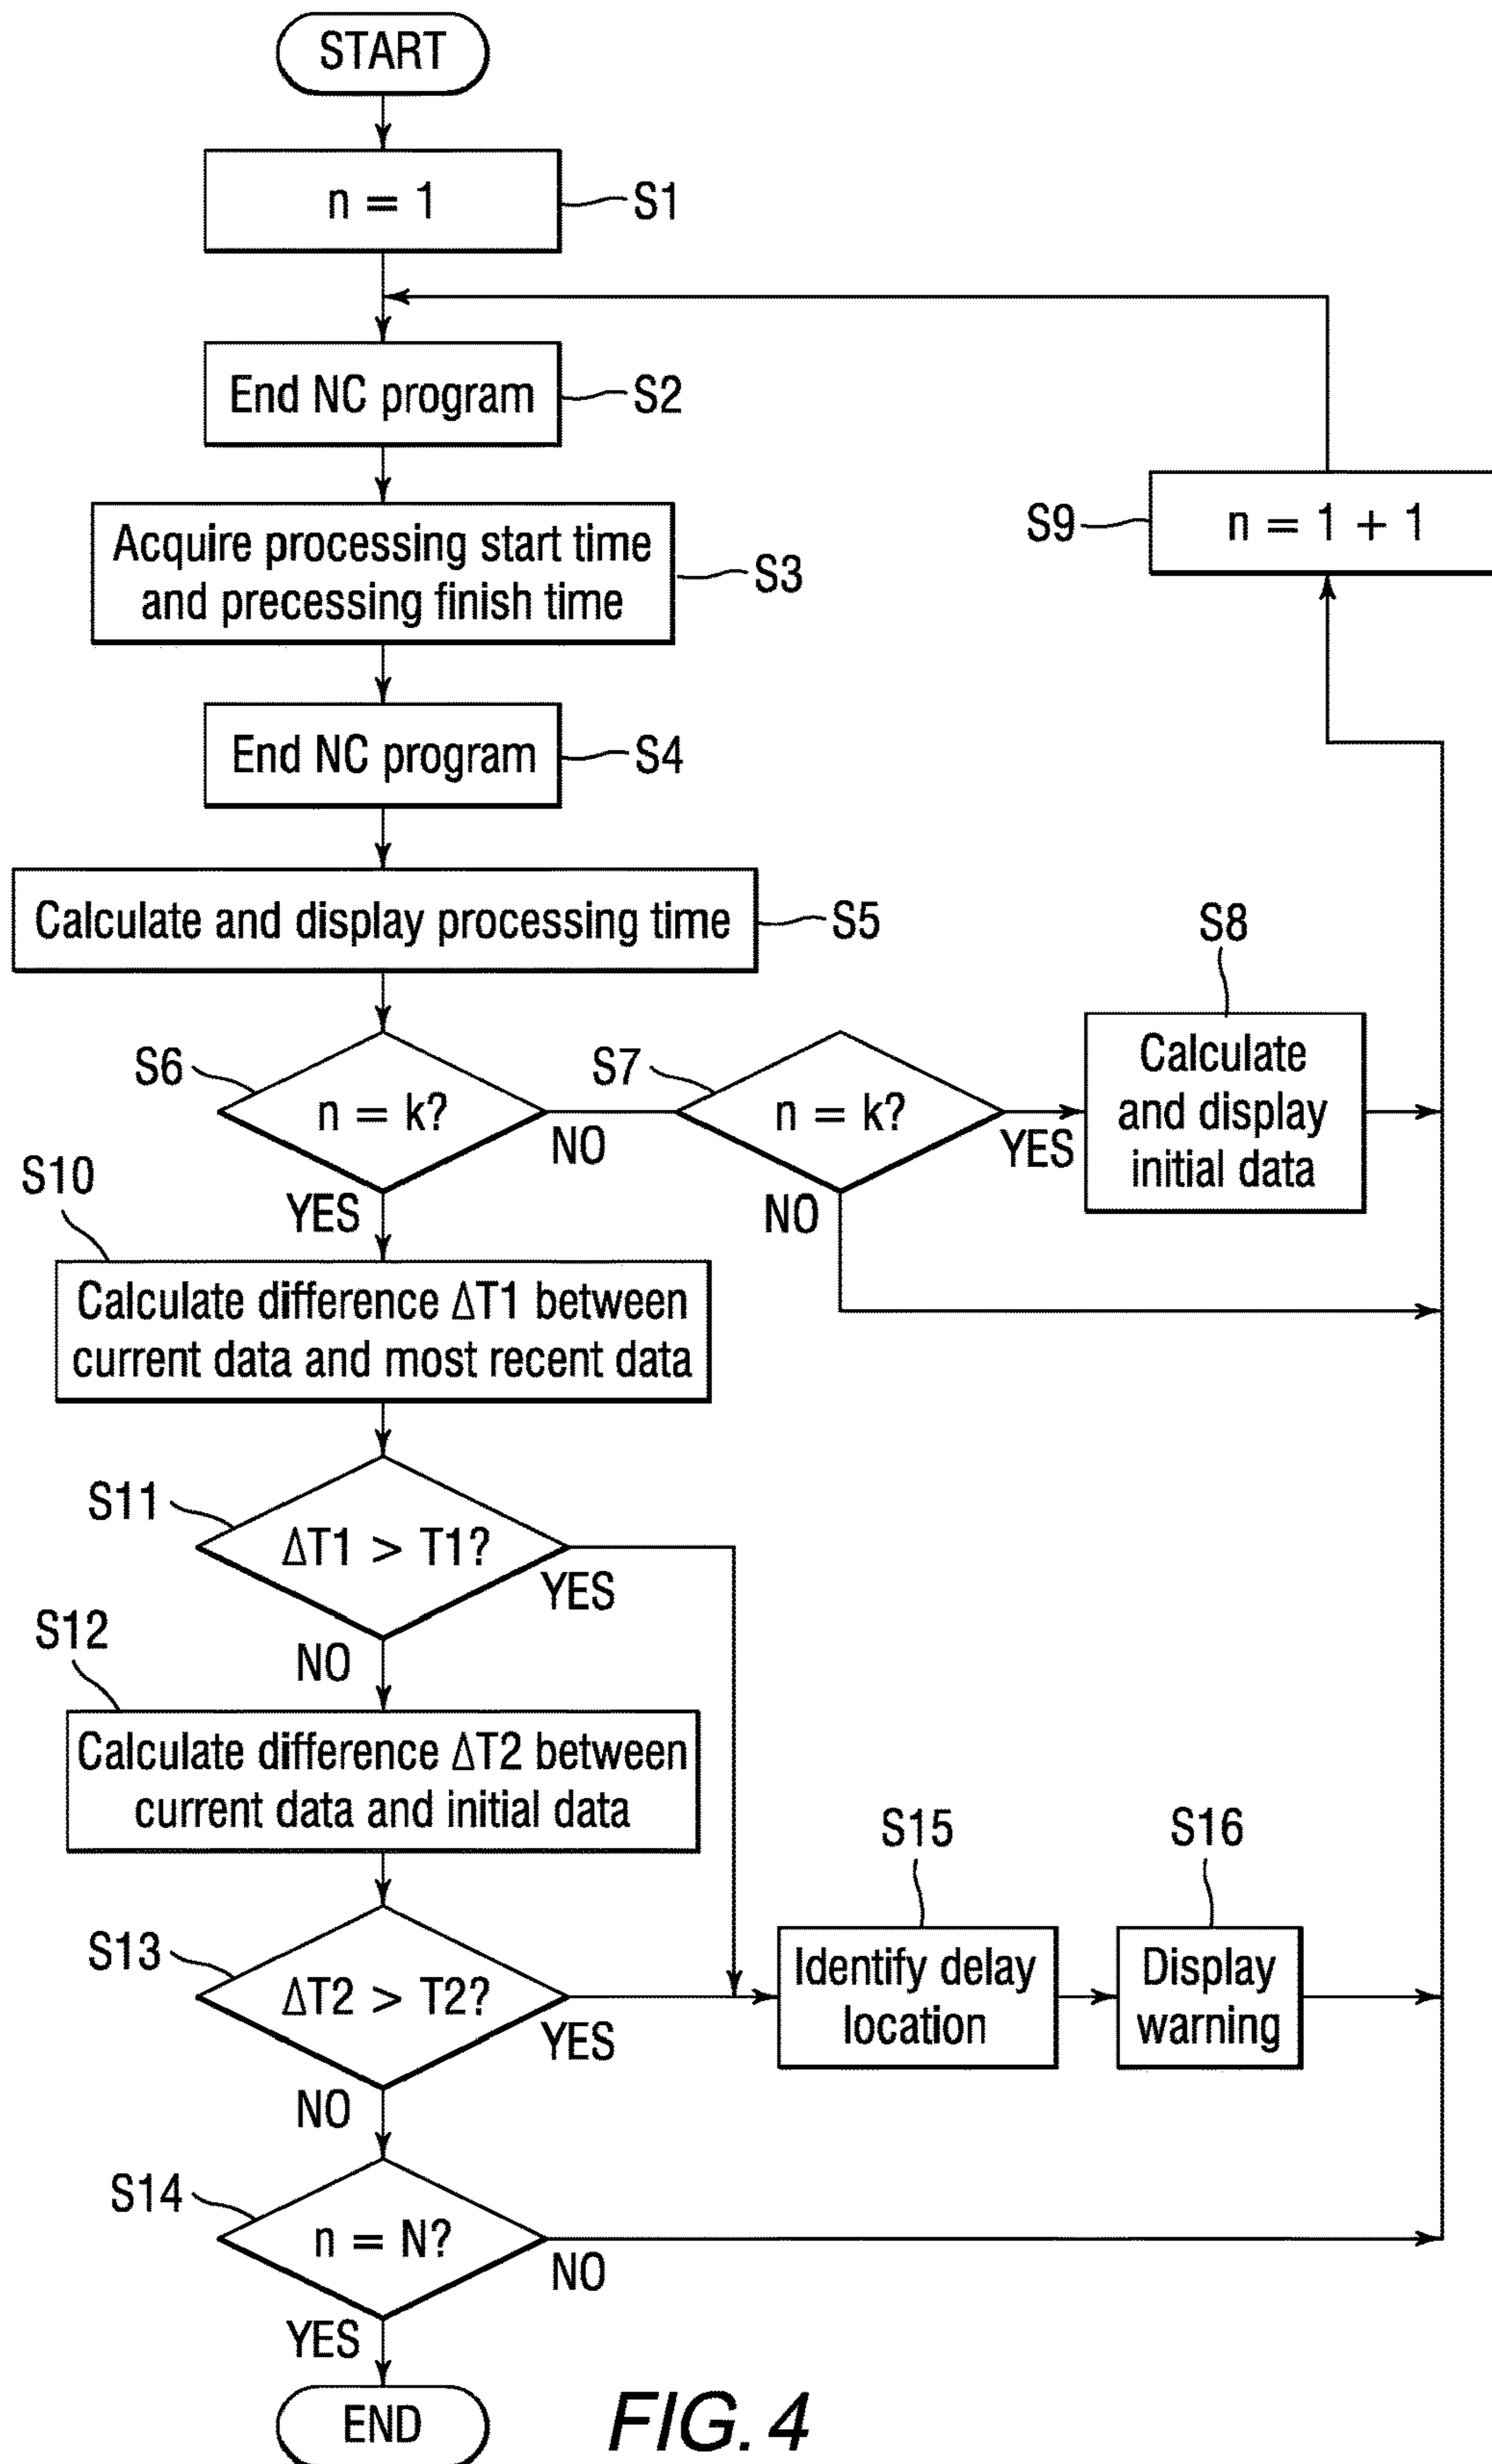 START
n = 1
S1
End NC program
S2
S9
n = 1 + 1
Acquire processing start time
and precessing finish time
S3
End NC program
S4
Calculate and display processing time
S5
S6
n = k?
NO
YES
S7
n = k?
YES
NO
S8
Calculate
and display
initial data
S10
Calculate difference ΔT1 between
current data and most recent data
S11
ΔT1 > T1?
YES
NO
S12
Calculate difference ΔT2 between
current data and initial data
S13
ΔT2 > T2?
YES
NO
S15
Identify delay
location
S16
Display
warning
S14
n = N?
NO
YES
END
FIG. 4